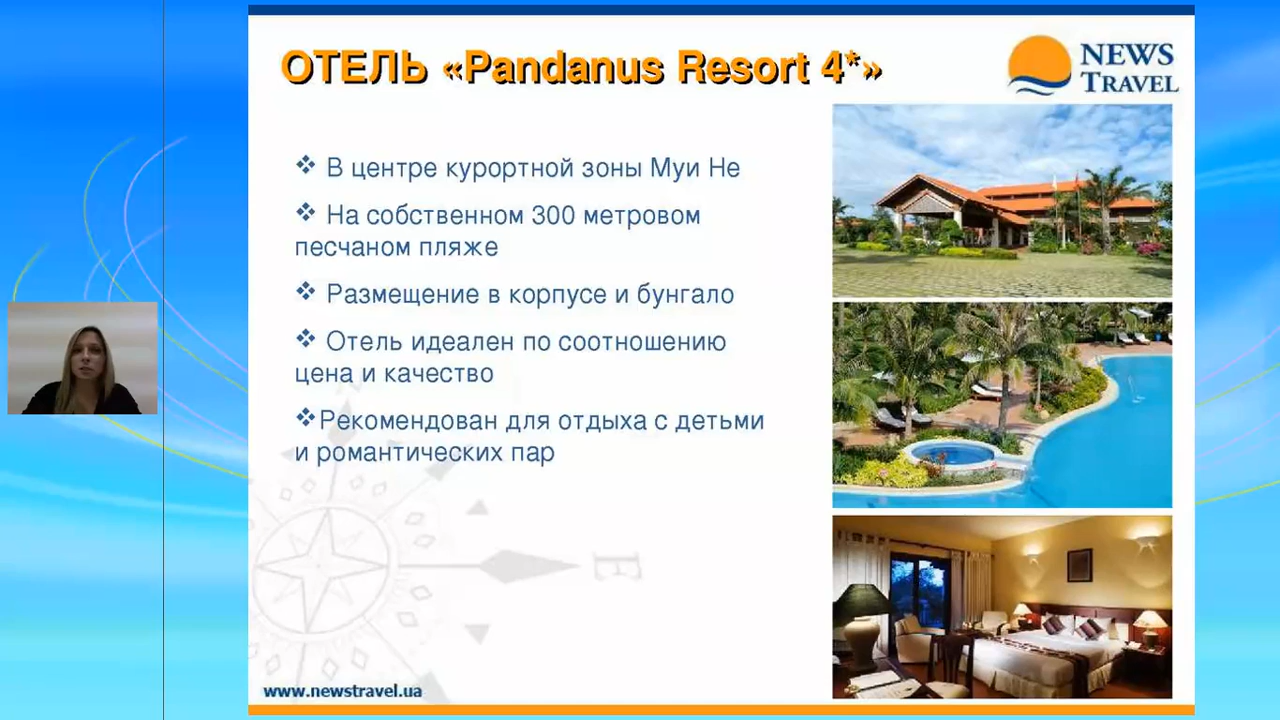 ОТЕЛЬ «Pandanus Resort 4*»
NEWS
TRAVEL
В центре курортной зоны Муи Не
На собственном 300 метровом
песчаном пляже
Размещение в корпусе и бунгало
Отель идеален по соотношению
цена и качество
Рекомендован для отдыха с детьми
и романтических пар
E
www.newstravel.ua